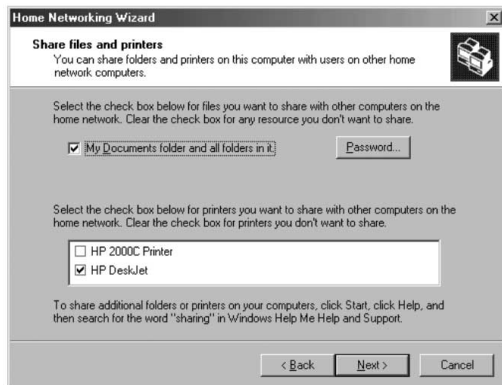 Home Networking Wizard
Share files and printers
You can share folders and printers on this computer with users on other home
network computers.
Select the check box below for files you want to share with other computers on the
home network. Clear the check box for any resource you don't want to share.
My Documents folder and all folders in it.
Password...
Select the check box below for printers you want to share with other computers on the
home network. Clear the check box for printers you don't want to share.
HP 2000C Printer
HP DeskJet
To share additional folders or printers on your computers, click Start, click Help, and
then search for the word "sharing" in Windows Help Me Help and Support.
< Back
Next >
Cancel